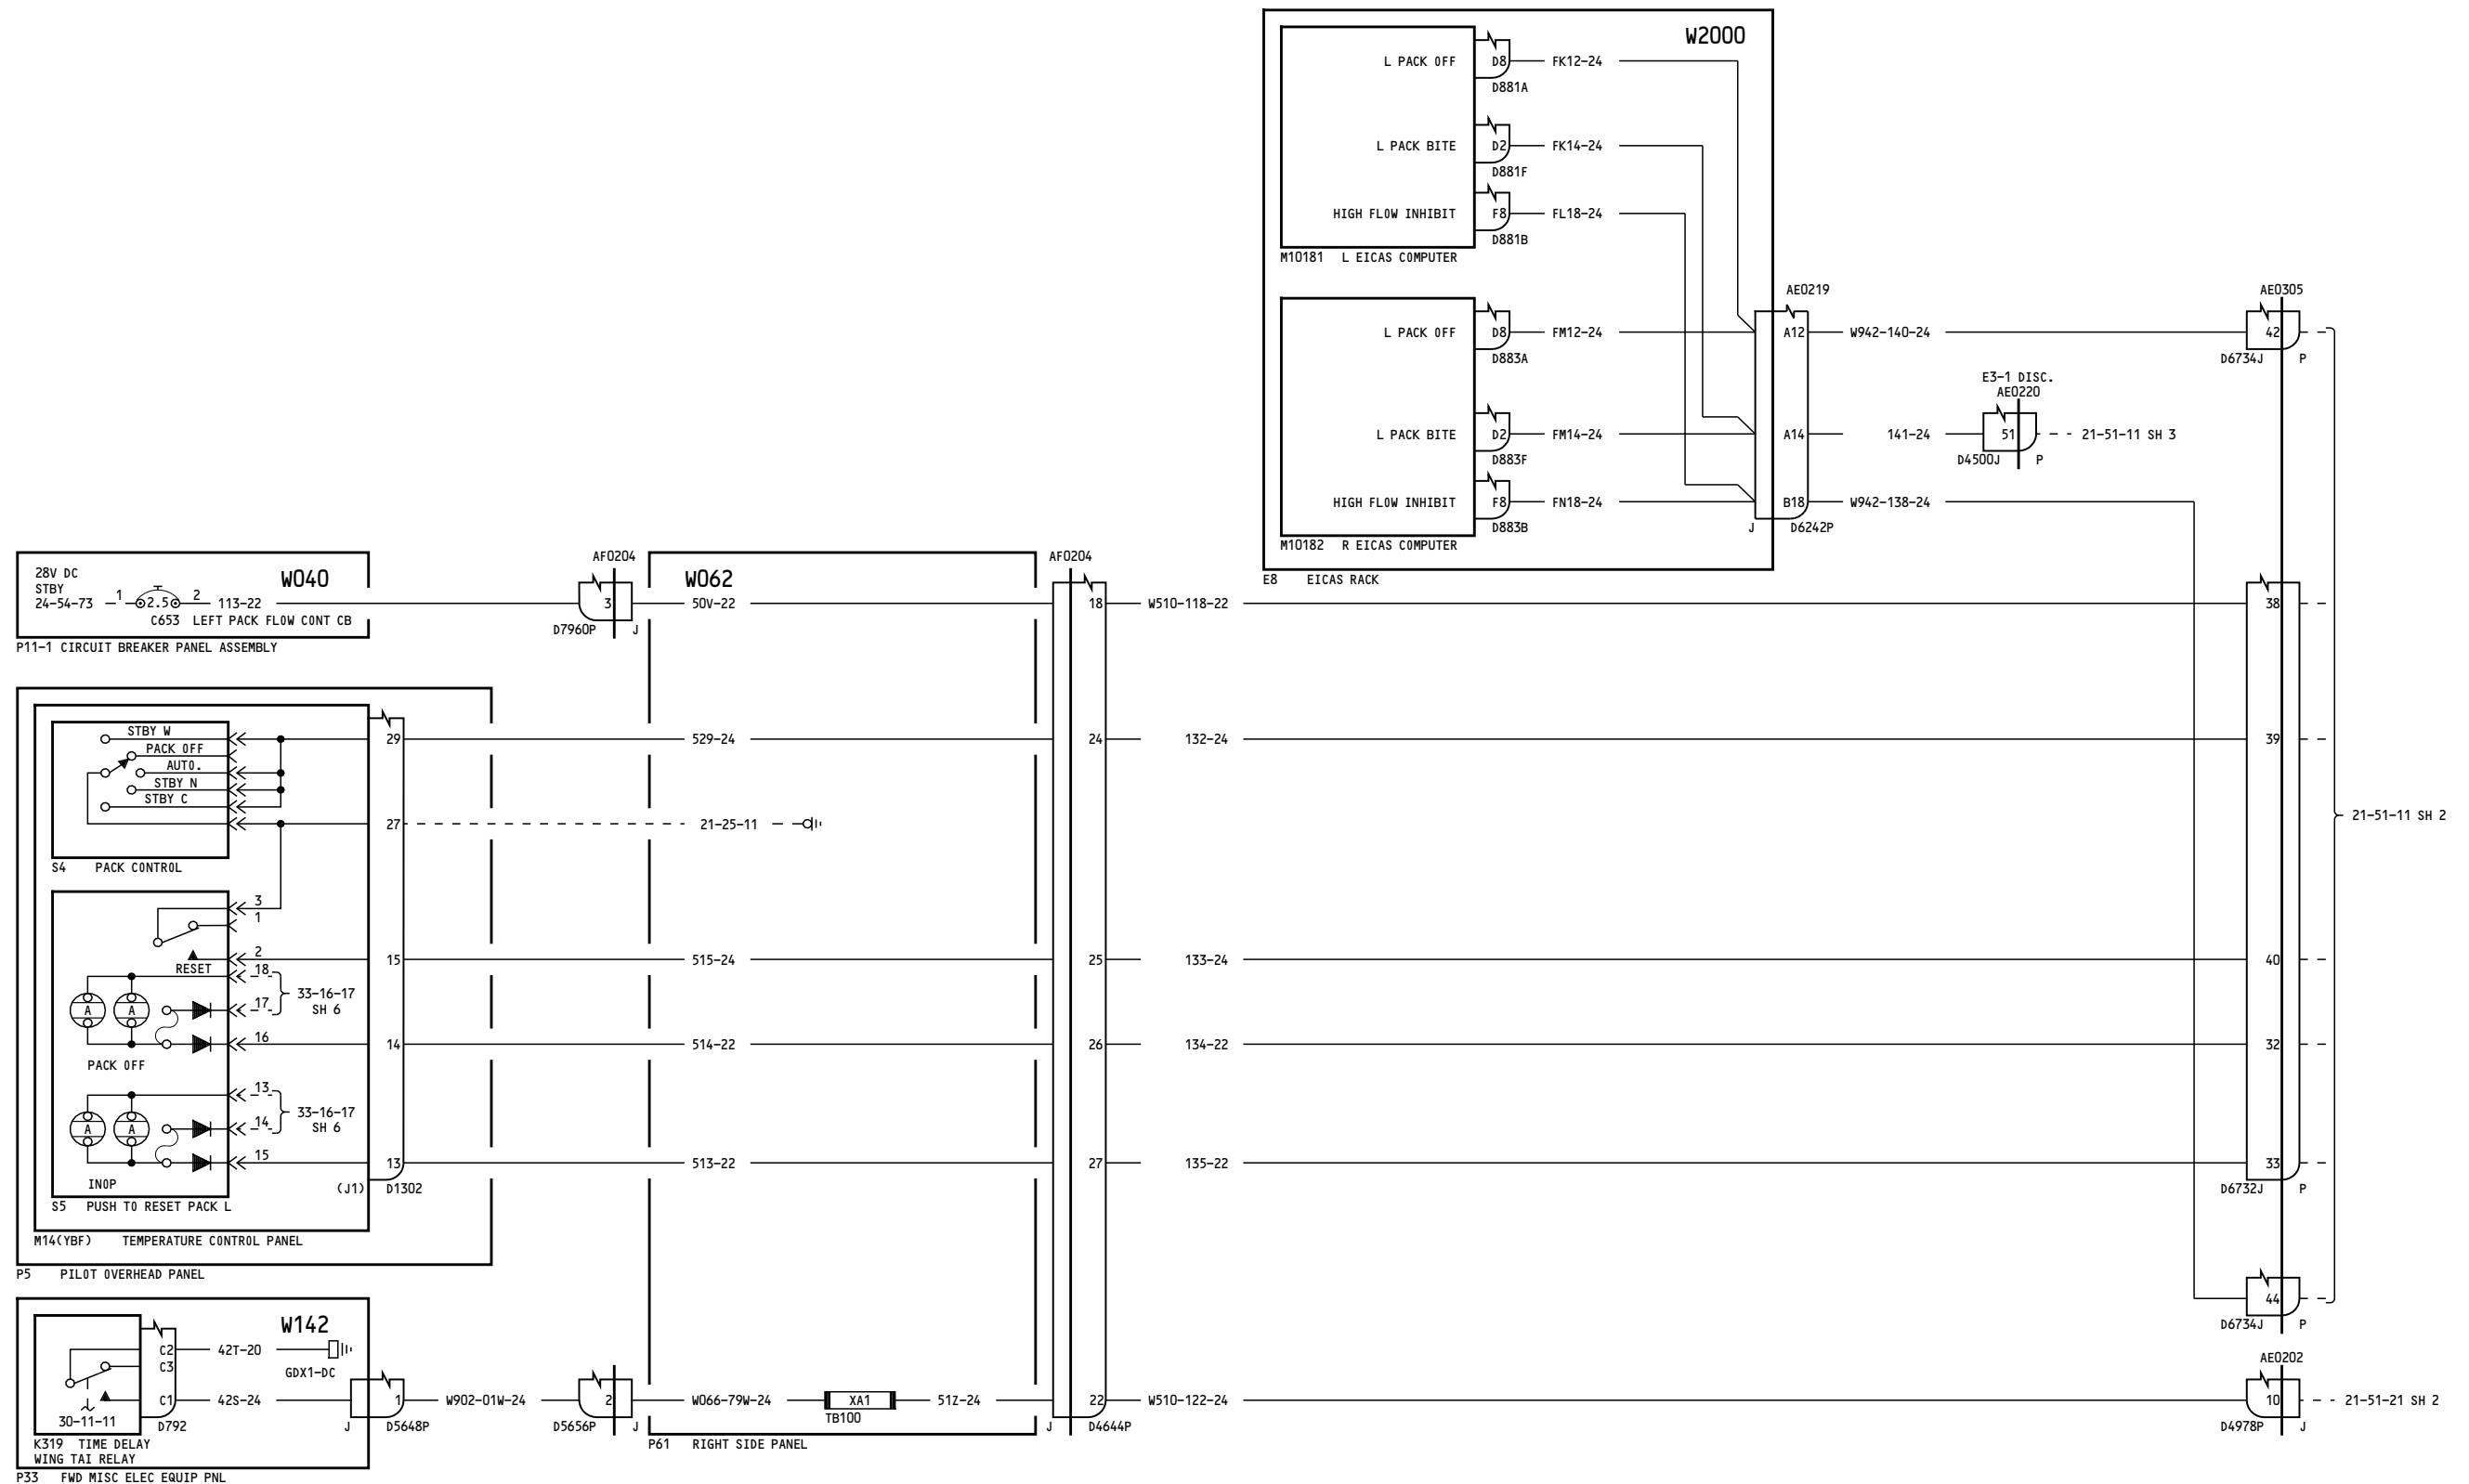 W2000
L PACK OFF D8 FK12-24
D881A
L PACK BITE D2 FK14-24
D881F
HIGH FLOW INHIBIT F8 FL18-24
D881B
M10181 L EICAS COMPUTER
AE0219
AE0305
L PACK OFF D8 FM12-24 A12 W942-140-24 42
D883A
D6734J P
E3-1 DISC.
AE0220
L PACK BITE D2 FM14-24 A14 141-24 51 21-51-11 SH 3
D883F
D4500J P
HIGH FLOW INHIBIT F8 FN18-24 B18 W942-138-24
D883B
J D6242P
M10182 R EICAS COMPUTER
E8 EICAS RACK
AF0204
AF0204
28V DC
STBY
24-54-73 1 2.5 2 113-22
W040
C653 LEFT PACK FLOW CONT CB
P11-1 CIRCUIT BREAKER PANEL ASSEMBLY
W062
3 50V-22 18 W510-118-22 38
D7960P J
STBY W
PACK OFF
AUTO.
STBY N
STBY C
29 529-24 24 132-24 39
27 21-25-11
21-51-11 SH 2
S4 PACK CONTROL
3
1
2
RESET
15 515-24 25 133-24 40
18
17
33-16-17
SH 6
A A
16 14 514-22 26 134-22 32
PACK OFF
13
14
33-16-17
SH 6
A A
15 13 513-22 27 135-22 33
INOP
(J1) D1302
D6732J P
S5 PUSH TO RESET PACK L
M14(YBF) TEMPERATURE CONTROL PANEL
P5 PILOT OVERHEAD PANEL
44
D6734J P
W142
C2 42T-20
C3
GDX1-DC
AE0202
C1 42S-24 1 W902-01W-24 2 W066-79W-24 XA1 51Z-24 22 W510-122-24 10 21-51-21 SH 2
30-11-11
D792
J D5648P
D5656P J
TB100
J D4644P
D4978P J
K319 TIME DELAY
WING TAI RELAY
P61 RIGHT SIDE PANEL
P33 FWD MISC ELEC EQUIP PNL